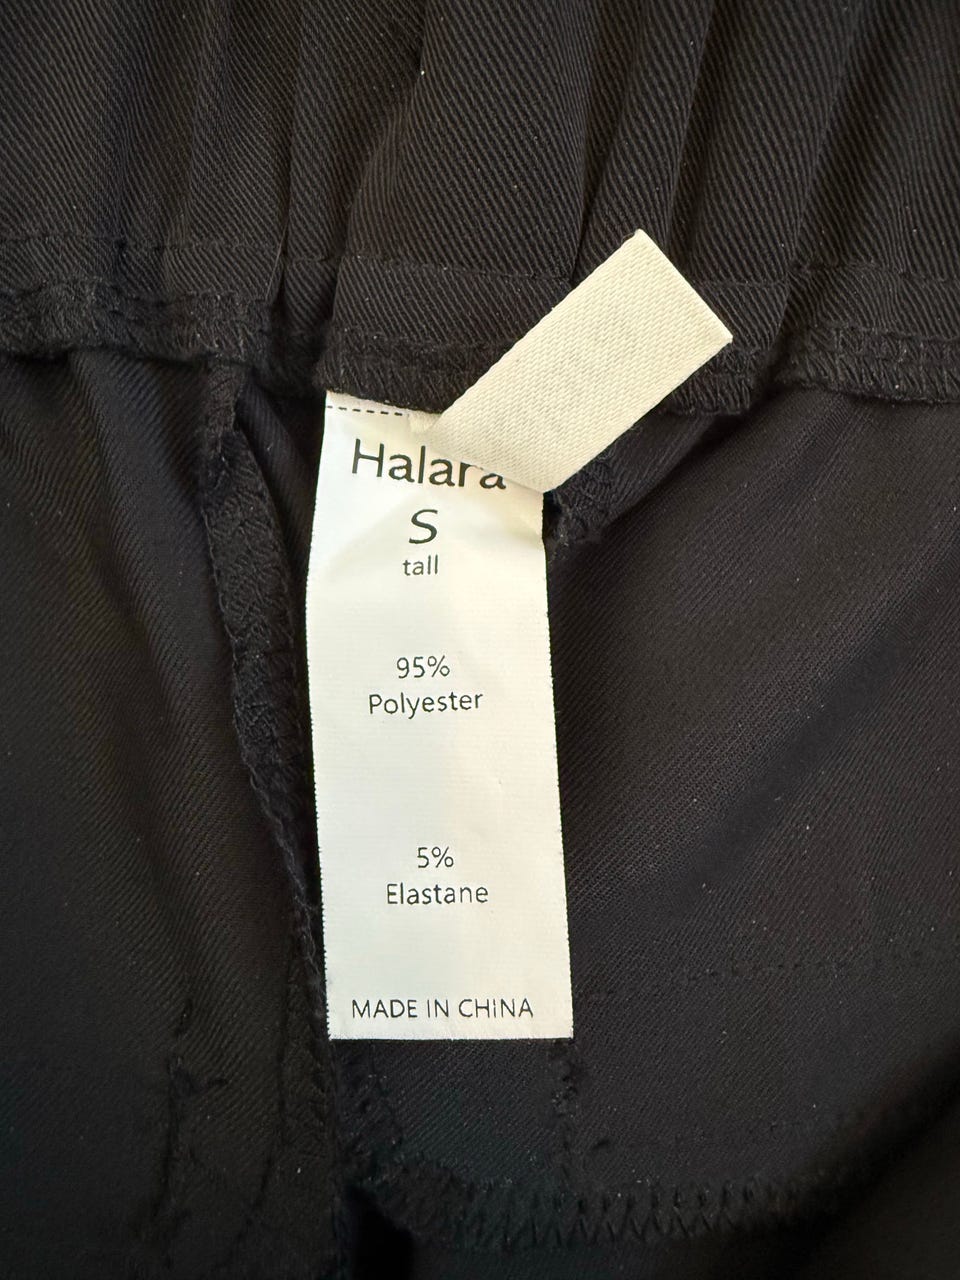 Halara
S
tall
95%
Polyester
5%
Elastane
MADE IN CHINA